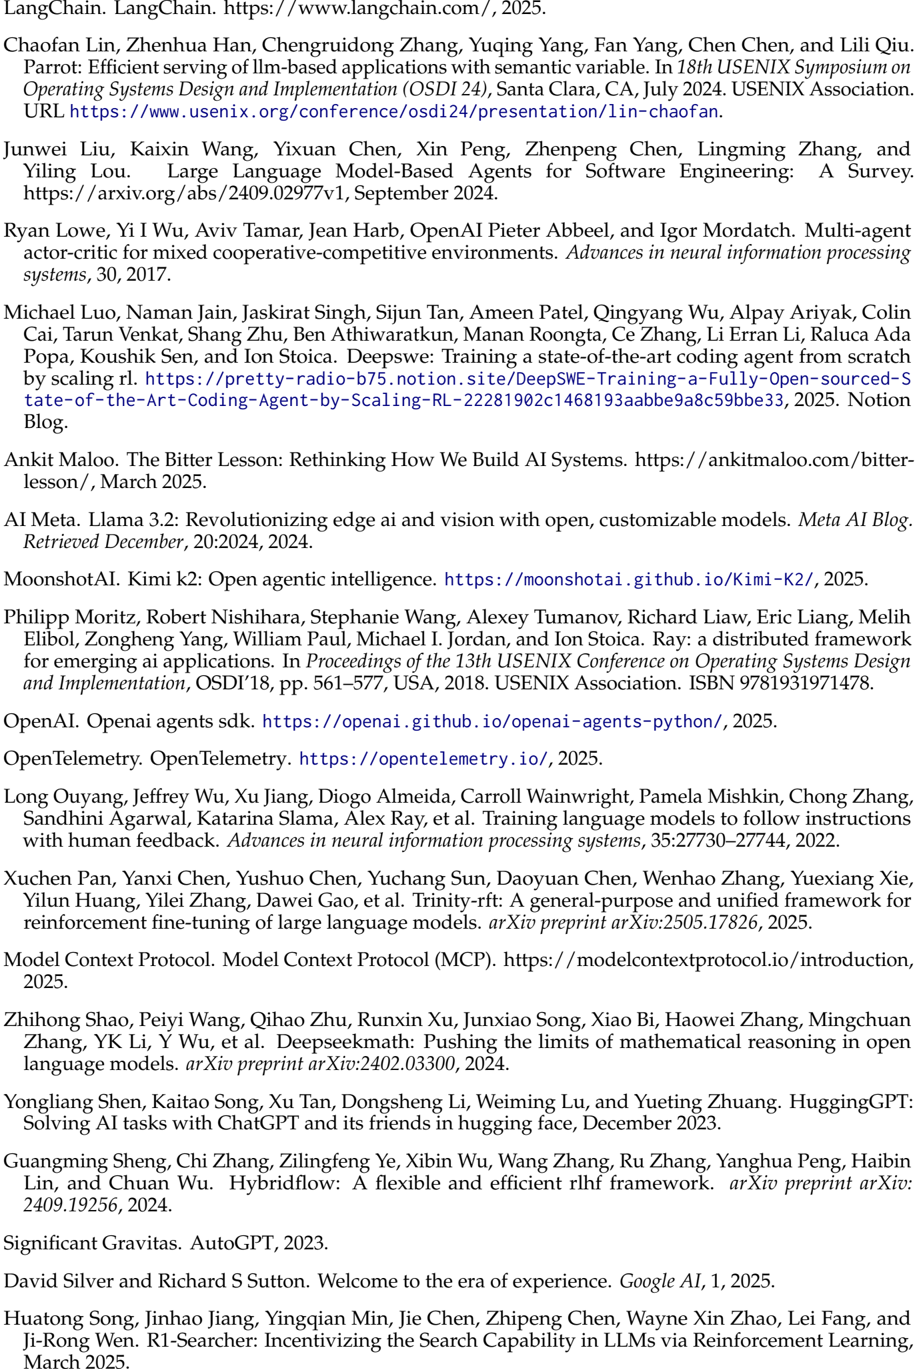 LangChain. LangChain. https://www.langchain.com/, 2025.
Chaofan Lin, Zhenhua Han, Chengruidong Zhang, Yuqing Yang, Fan Yang, Chen Chen, and Lili Qiu.
Parrot: Efficient serving of llm-based applications with semantic variable. In 18th USENIX Symposium on
Operating Systems Design and Implementation (OSDI 24), Santa Clara, CA, July 2024. USENIX Association.
URL https://www.usenix.org/conference/osdi24/presentation/lin-chaofan.
Junwei Liu, Kaixin Wang, Yixuan Chen, Xin Peng, Zhenpeng Chen, Lingming Zhang, and
Yiling Lou. Large Language Model-Based Agents for Software Engineering: A Survey.
https://arxiv.org/abs/2409.02977v1, September 2024.
Ryan Lowe, Yi I Wu, Aviv Tamar, Jean Harb, OpenAI Pieter Abbeel, and Igor Mordatch. Multi-agent
actor-critic for mixed cooperative-competitive environments. Advances in neural information processing
systems, 30, 2017.
Michael Luo, Naman Jain, Jaskirat Singh, Sijun Tan, Ameen Patel, Qingyang Wu, Alpay Ariyak, Colin
Cai, Tarun Venkat, Shang Zhu, Ben Athiwaratkun, Manan Roongta, Ce Zhang, Li Erran Li, Raluca Ada
Popa, Koushik Sen, and Ion Stoica. Deepswe: Training a state-of-the-art coding agent from scratch
by scaling rl. https://pretty-radio-b75.notion.site/DeepSWE-Training-a-Fully-Open-sourced-S
tate-of-the-Art-Coding-Agent-by-Scaling-RL-22281902c1468193aabbe9a8c59bbe33, 2025. Notion
Blog.
Ankit Maloo. The Bitter Lesson: Rethinking How We Build AI Systems. https://ankitmaloo.com/bitter-
lesson/, March 2025.
AI Meta. Llama 3.2: Revolutionizing edge ai and vision with open, customizable models. Meta AI Blog.
Retrieved December, 20:2024, 2024.
MoonshotAI. Kimi k2: Open agentic intelligence. https://moonshotai.github.io/Kimi-K2/, 2025.
Philipp Moritz, Robert Nishihara, Stephanie Wang, Alexey Tumanov, Richard Liaw, Eric Liang, Melih
Elibol, Zongheng Yang, William Paul, Michael I. Jordan, and Ion Stoica. Ray: a distributed framework
for emerging ai applications. In Proceedings of the 13th USENIX Conference on Operating Systems Design
and Implementation, OSDI'18, pp. 561–577, USA, 2018. USENIX Association. ISBN 9781931971478.
OpenAI. Openai agents sdk. https://openai.github.io/openai-agents-python/, 2025.
OpenTelemetry. OpenTelemetry. https://opentelemetry.io/, 2025.
Long Ouyang, Jeffrey Wu, Xu Jiang, Diogo Almeida, Carroll Wainwright, Pamela Mishkin, Chong Zhang,
Sandhini Agarwal, Katarina Slama, Alex Ray, et al. Training language models to follow instructions
with human feedback. Advances in neural information processing systems, 35:27730–27744, 2022.
Xuchen Pan, Yanxi Chen, Yushuo Chen, Yuchang Sun, Daoyuan Chen, Wenhao Zhang, Yuexiang Xie,
Yilun Huang, Yilei Zhang, Dawei Gao, et al. Trinity-rft: A general-purpose and unified framework for
reinforcement fine-tuning of large language models. arXiv preprint arXiv:2505.17826, 2025.
Model Context Protocol. Model Context Protocol (MCP). https://modelcontextprotocol.io/introduction,
2025.
Zhihong Shao, Peiyi Wang, Qihao Zhu, Runxin Xu, Junxiao Song, Xiao Bi, Haowei Zhang, Mingchuan
Zhang, YK Li, Y Wu, et al. Deepseekmath: Pushing the limits of mathematical reasoning in open
language models. arXiv preprint arXiv:2402.03300, 2024.
Yongliang Shen, Kaitao Song, Xu Tan, Dongsheng Li, Weiming Lu, and Yueting Zhuang. HuggingGPT:
Solving AI tasks with ChatGPT and its friends in hugging face, December 2023.
Guangming Sheng, Chi Zhang, Zilingfeng Ye, Xibin Wu, Wang Zhang, Ru Zhang, Yanghua Peng, Haibin
Lin, and Chuan Wu. Hybridflow: A flexible and efficient rlhf framework. arXiv preprint arXiv:
2409.19256, 2024.
Significant Gravitas. AutoGPT, 2023.
David Silver and Richard S Sutton. Welcome to the era of experience. Google AI, 1, 2025.
Huatong Song, Jinhao Jiang, Yingqian Min, Jie Chen, Zhipeng Chen, Wayne Xin Zhao, Lei Fang, and
Ji-Rong Wen. R1-Searcher: Incentivizing the Search Capability in LLMs via Reinforcement Learning,
March 2025.